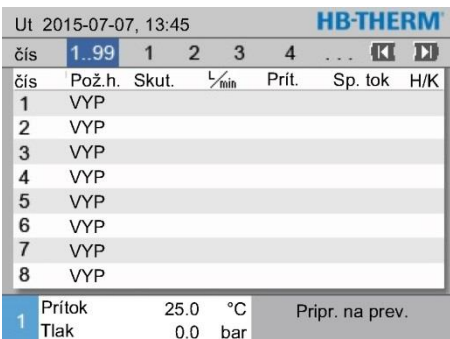 Ut 2015-07-07, 13:45 HB-THERM
čís 1..99 1 2 3 4 ...
čís Pož.h. Skut. L/min Prít. Sp. tok H/K
1 VYP
2 VYP
3 VYP
4 VYP
5 VYP
6 VYP
7 VYP
8 VYP
1 Prítok 25.0 °C Pripr. na prev.
Tlak 0.0 bar